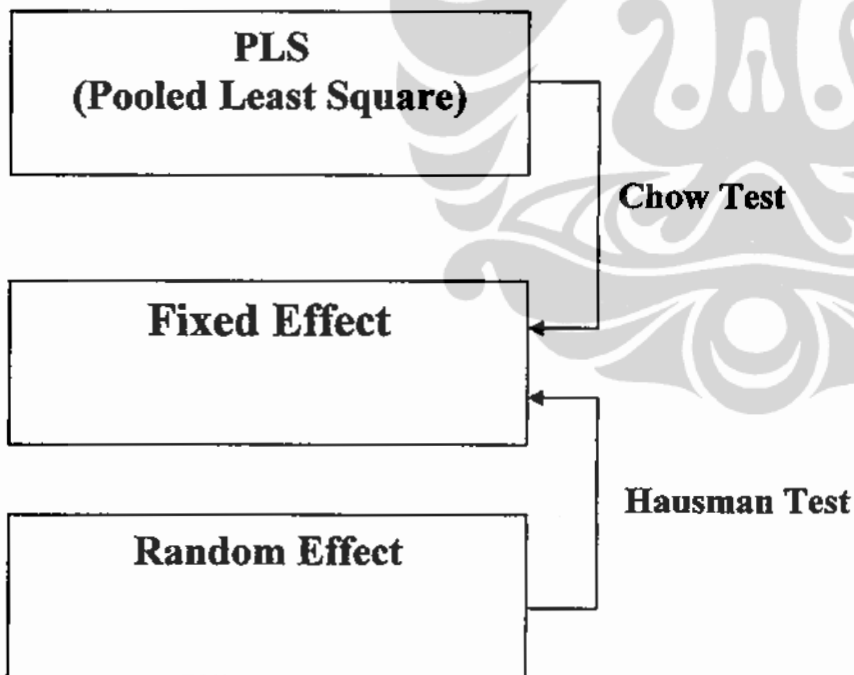 PLS
(Pooled Least Square)
Chow Test
Fixed Effect
Hausman Test
Random Effect